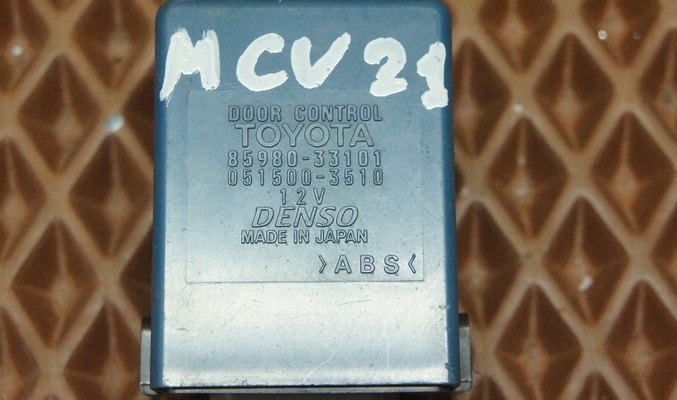 MCV21
DOOR CONTROL
TOYOTA
85980-33101
051500-3510
12V
DENSO
MADE IN JAPAN
>ABS<